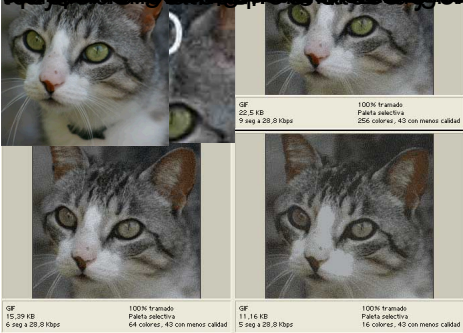 GIF 100% tramado
22,5 KB Paleta selectiva
9 seg a 28,8 Kbps 256 colores, 43 con menos calidad
GIF 100% tramado
15,39 KB Paleta selectiva
6 seg a 28,8 Kbps 64 colores, 43 con menos calidad
GIF 100% tramado
11,16 KB Paleta selectiva
5 seg a 28,8 Kbps 16 colores, 43 con menos calidad